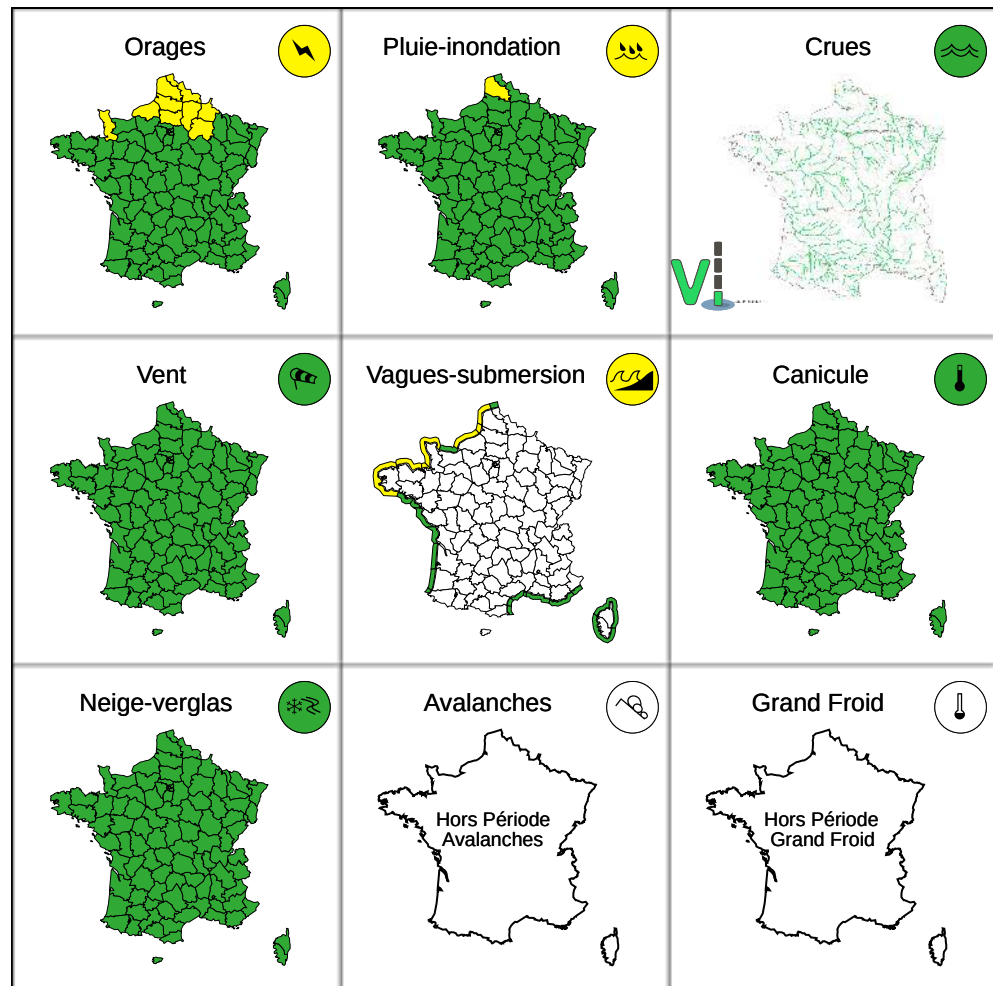 Orages
Pluie-inondation
Crues
Vi
Vent
Vagues-submersion
Canicule
Neige-verglas
Avalanches
Grand Froid
Hors Période
Avalanches
Hors Période
Grand Froid